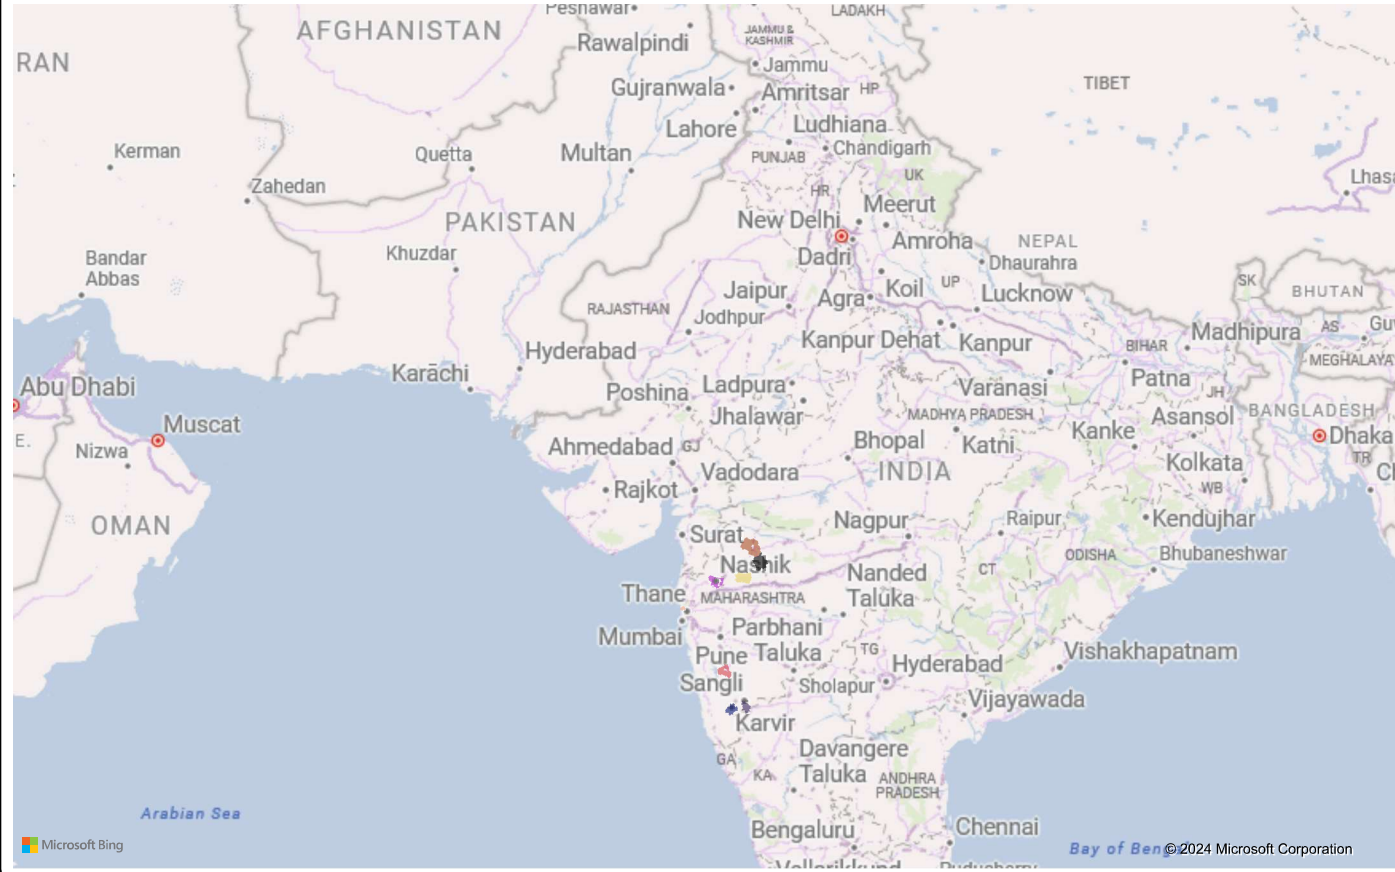 Peshawar
LADAKH
AFGHANISTAN
JAMMU &
KASHMIR
Rawalpindi
RAN
Jammu
TIBET
Gujranwala
Amritsar
HP
Lahore
Ludhiana
Kerman
Quetta
Multan
PUNJAB
Chandigarh
UK
Lhasa
Zahedan
HR
Meerut
PAKISTAN
New Delhi
Amroha
NEPAL
Khuzdar
Dadri
Dhaurahra
Bandar
Abbas
SK
Jaipur
Agra
Koil
UP
Lucknow
BHUTAN
RAJASTHAN
Jodhpur
AS
Gu
Madhipura
Hyderabad
Kanpur Dehat
Kanpur
BIHAR
MEGHALAYA
Karāchi
Abu Dhabi
Poshina
Ladpura
Varanasi
Patna
JH
Jhalawar
MADHYA PRADESH
Asansol
BANGLADESH
Muscat
Kanke
Dhaka
E.
Nizwa
Ahmedabad
GJ
Bhopal
Katni
TR
Kolkata
INDIA
Vadodara
C
Rajkot
WB
OMAN
Nagpur
Raipur
Kendujhar
Surat
ODISHA
Bhubaneshwar
Nashik
CT
Nanded
Taluka
Thane
MAHARASHTRA
Mumbai
Parbhani
Taluka
Pune
TG
Hyderabad
Vishakhapatnam
Sangli
Sholapur
Vijayawada
Karvir
Davangere
Taluka
GA
KA
ANDHRA
PRADESH
Arabian Sea
Bengaluru
Chennai
Microsoft Bing
Bay of Beng
© 2024 Microsoft Corporation